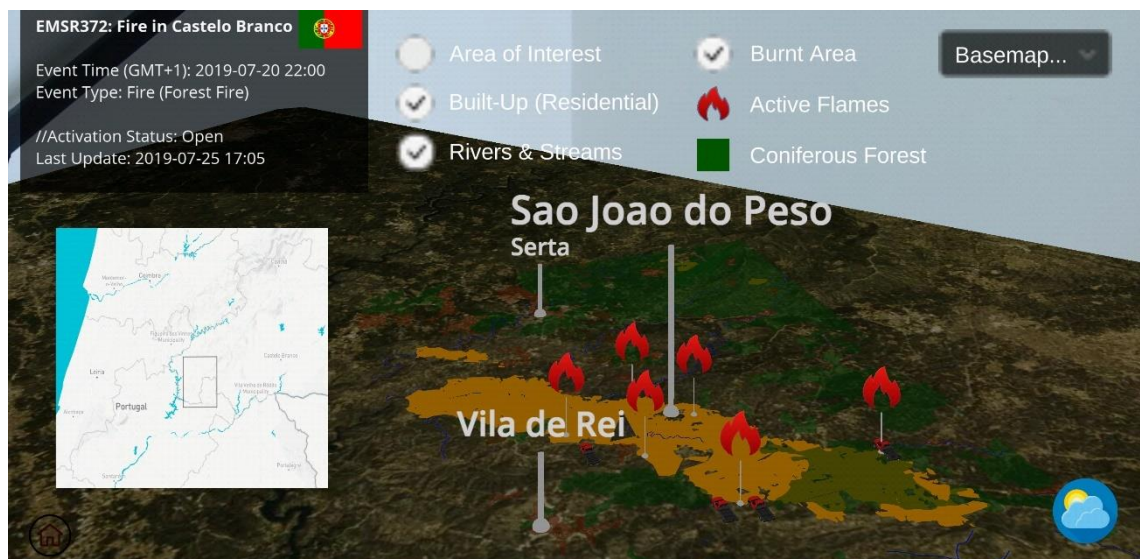 EMSR372: Fire in Castelo Branco
Event Time (GMT+1): 2019-07-20 22:00
Event Type: Fire (Forest Fire)
//Activation Status: Open
Last Update: 2019-07-25 17:05
Area of Interest
Built-Up (Residential)
Rivers & Streams
Burnt Area
Active Flames
Coniferous Forest
Basemap...
Sao Joao do Peso
Serta
Vila de Rei
Coimbra
Leiria
Castelo Branco
Portugal
Santarem